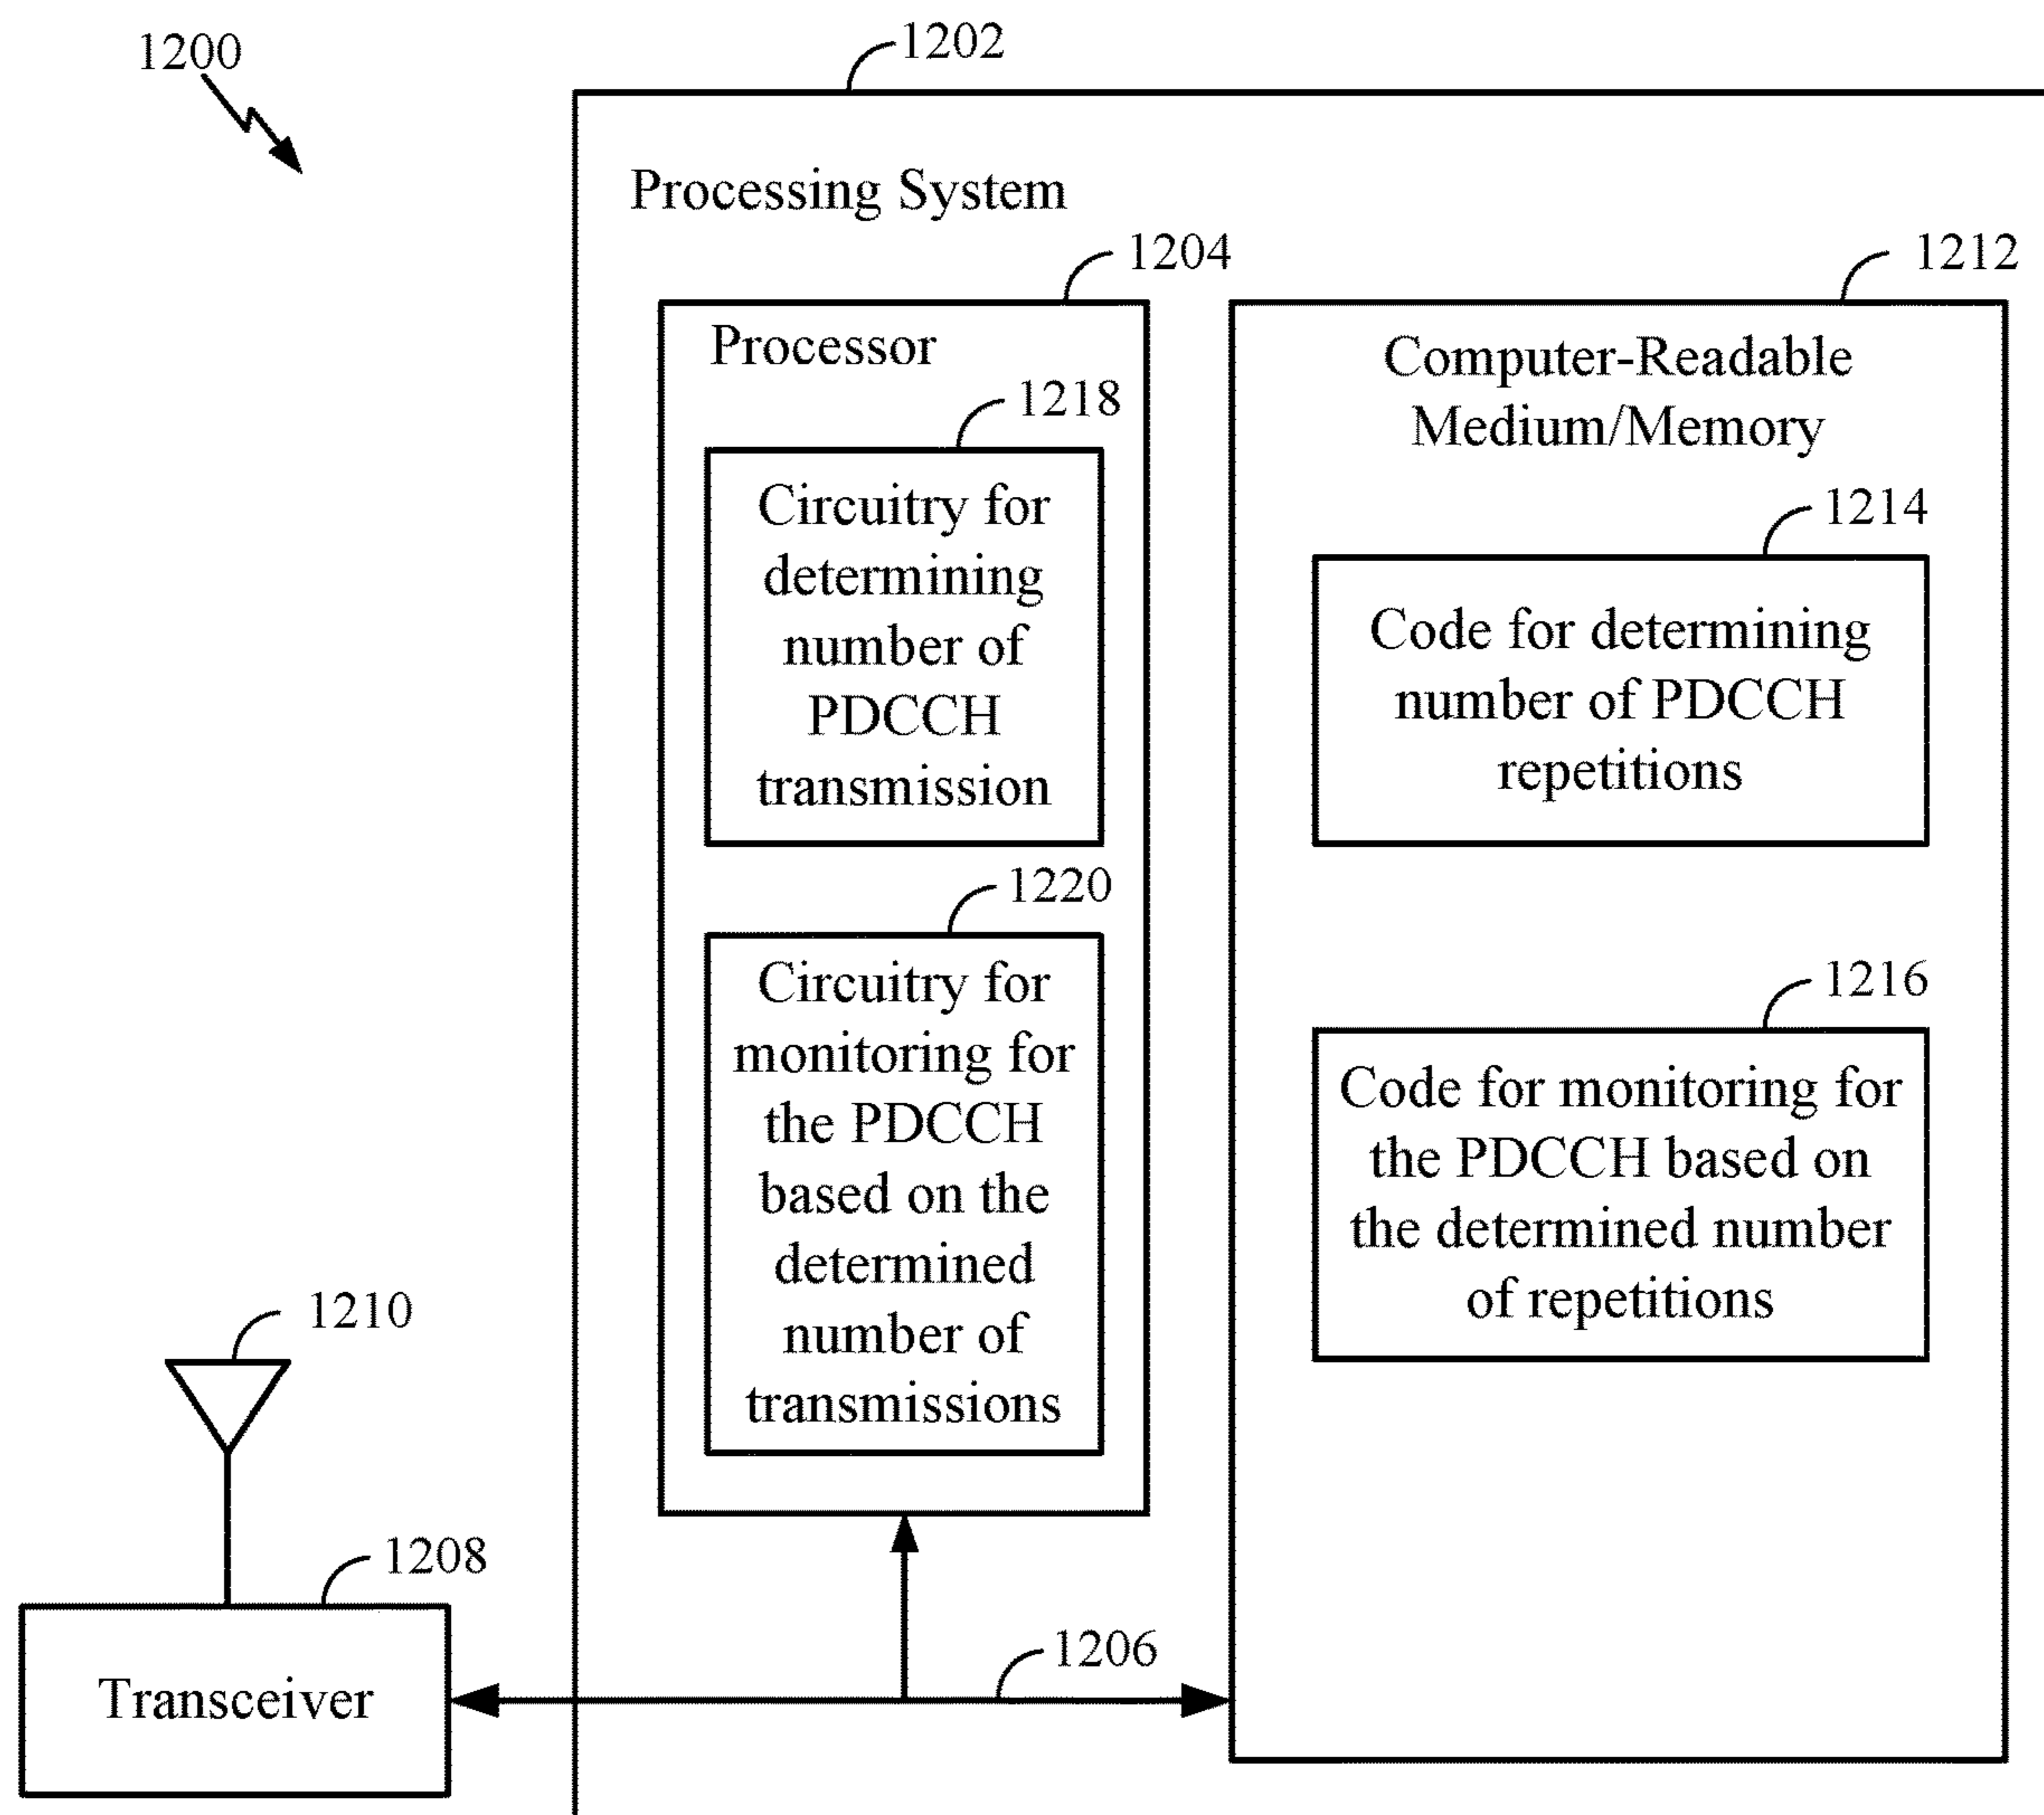 1200
1202
Processing System
1204
Processor
1218
Circuitry for
determining
number of
PDCCH
transmission
1220
Circuitry for
monitoring for
the PDCCH
based on the
determined
number of
transmissions
1212
Computer-Readable
Medium/Memory
1214
Code for determining
number of PDCCH
repetitions
1216
Code for monitoring for
the PDCCH based on
the determined number
of repetitions
1210
1208
Transceiver
1206